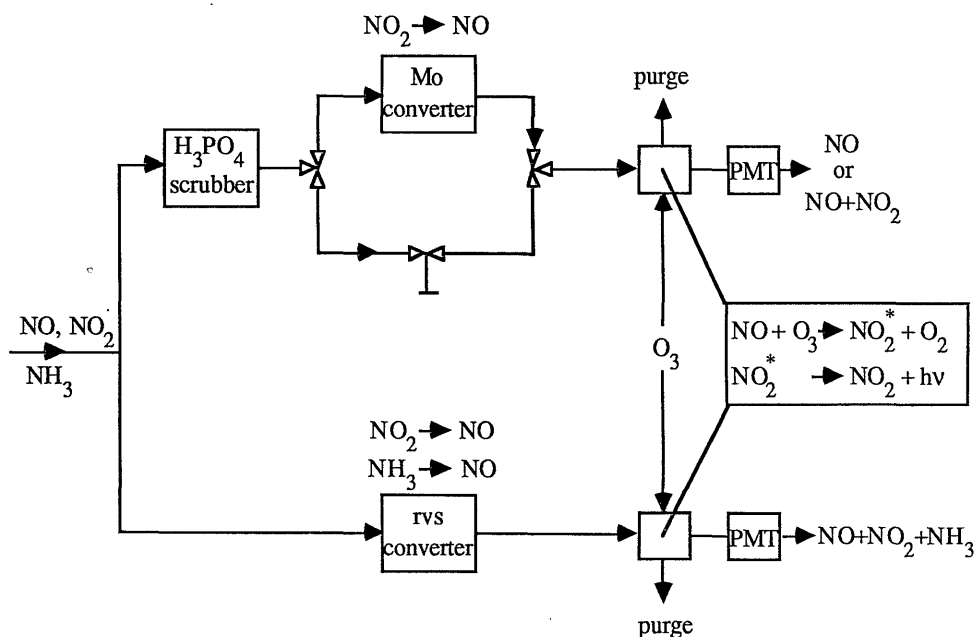 NO₂ → NO
Mo
converter
purge
H₃PO₄
scrubber
PMT
NO
or
NO+NO₂
NO, NO₂
NH₃
O₃
NO + O₃ → NO₂* + O₂
NO₂* → NO₂ + hν
NO₂ → NO
NH₃ → NO
rvs
converter
PMT
NO+NO₂+NH₃
purge